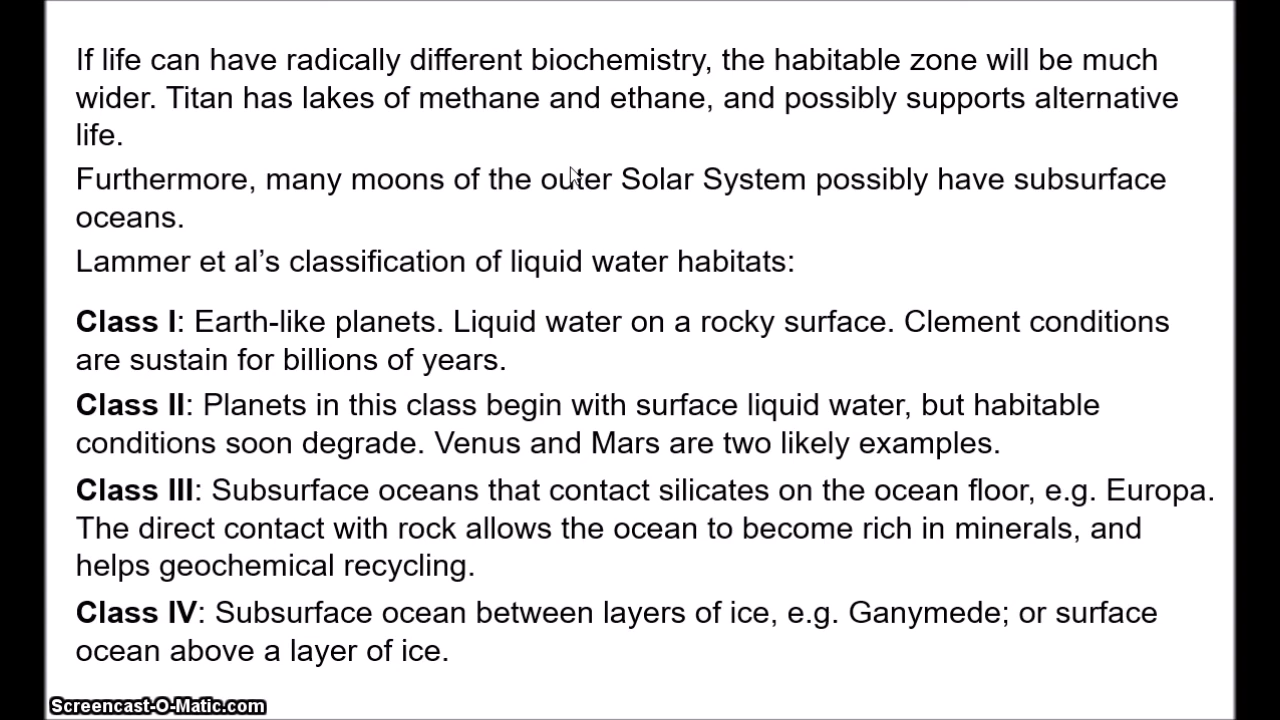 If life can have radically different biochemistry, the habitable zone will be much
wider. Titan has lakes of methane and ethane, and possibly supports alternative
life.
Furthermore, many moons of the outer Solar System possibly have subsurface
oceans.
Lammer et al’s classification of liquid water habitats:
Class I: Earth-like planets. Liquid water on a rocky surface. Clement conditions
are sustain for billions of years.
Class II: Planets in this class begin with surface liquid water, but habitable
conditions soon degrade. Venus and Mars are two likely examples.
Class III: Subsurface oceans that contact silicates on the ocean floor, e.g. Europa.
The direct contact with rock allows the ocean to become rich in minerals, and
helps geochemical recycling.
Class IV: Subsurface ocean between layers of ice, e.g. Ganymede; or surface
ocean above a layer of ice.
Screencast-O-Matic.com